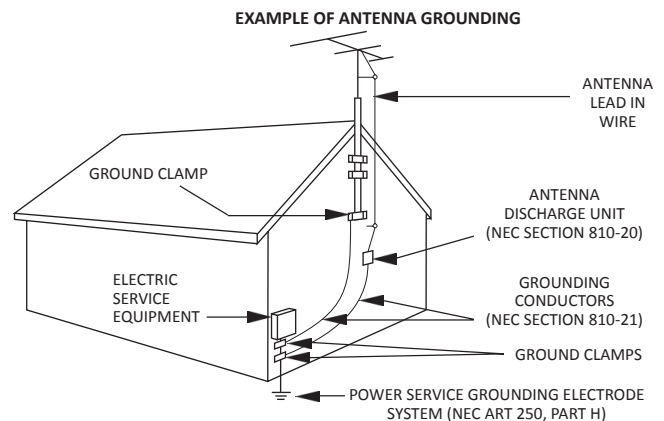 EXAMPLE OF ANTENNA GROUNDING
ANTENNA
LEAD IN
WIRE
GROUND CLAMP
ANTENNA
DISCHARGE UNIT
(NEC SECTION 810-20)
ELECTRIC
SERVICE
EQUIPMENT
GROUNDING
CONDUCTORS
(NEC SECTION 810-21)
GROUND CLAMPS
POWER SERVICE GROUNDING ELECTRODE
SYSTEM (NEC ART 250, PART H)